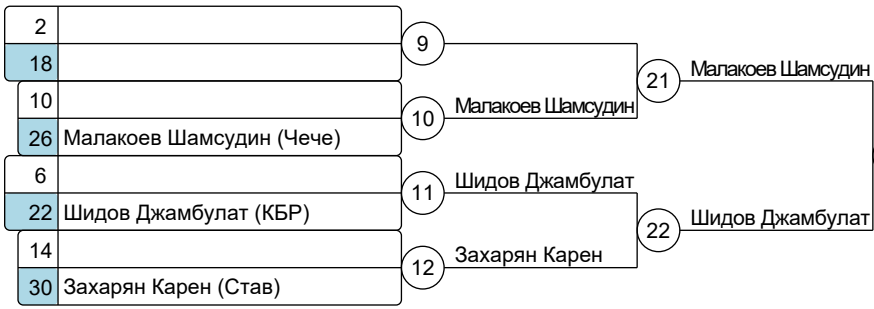 2
18
9
10
26 Малакоев Шамсудин (Чече)
10
Малакоев Шамсудин
21
Малакоев Шамсудин
6
22 Шидов Джамбулат (КБР)
11
Шидов Джамбулат
14
30 Захарян Карен (Став)
12
Захарян Карен
22
Шидов Джамбулат